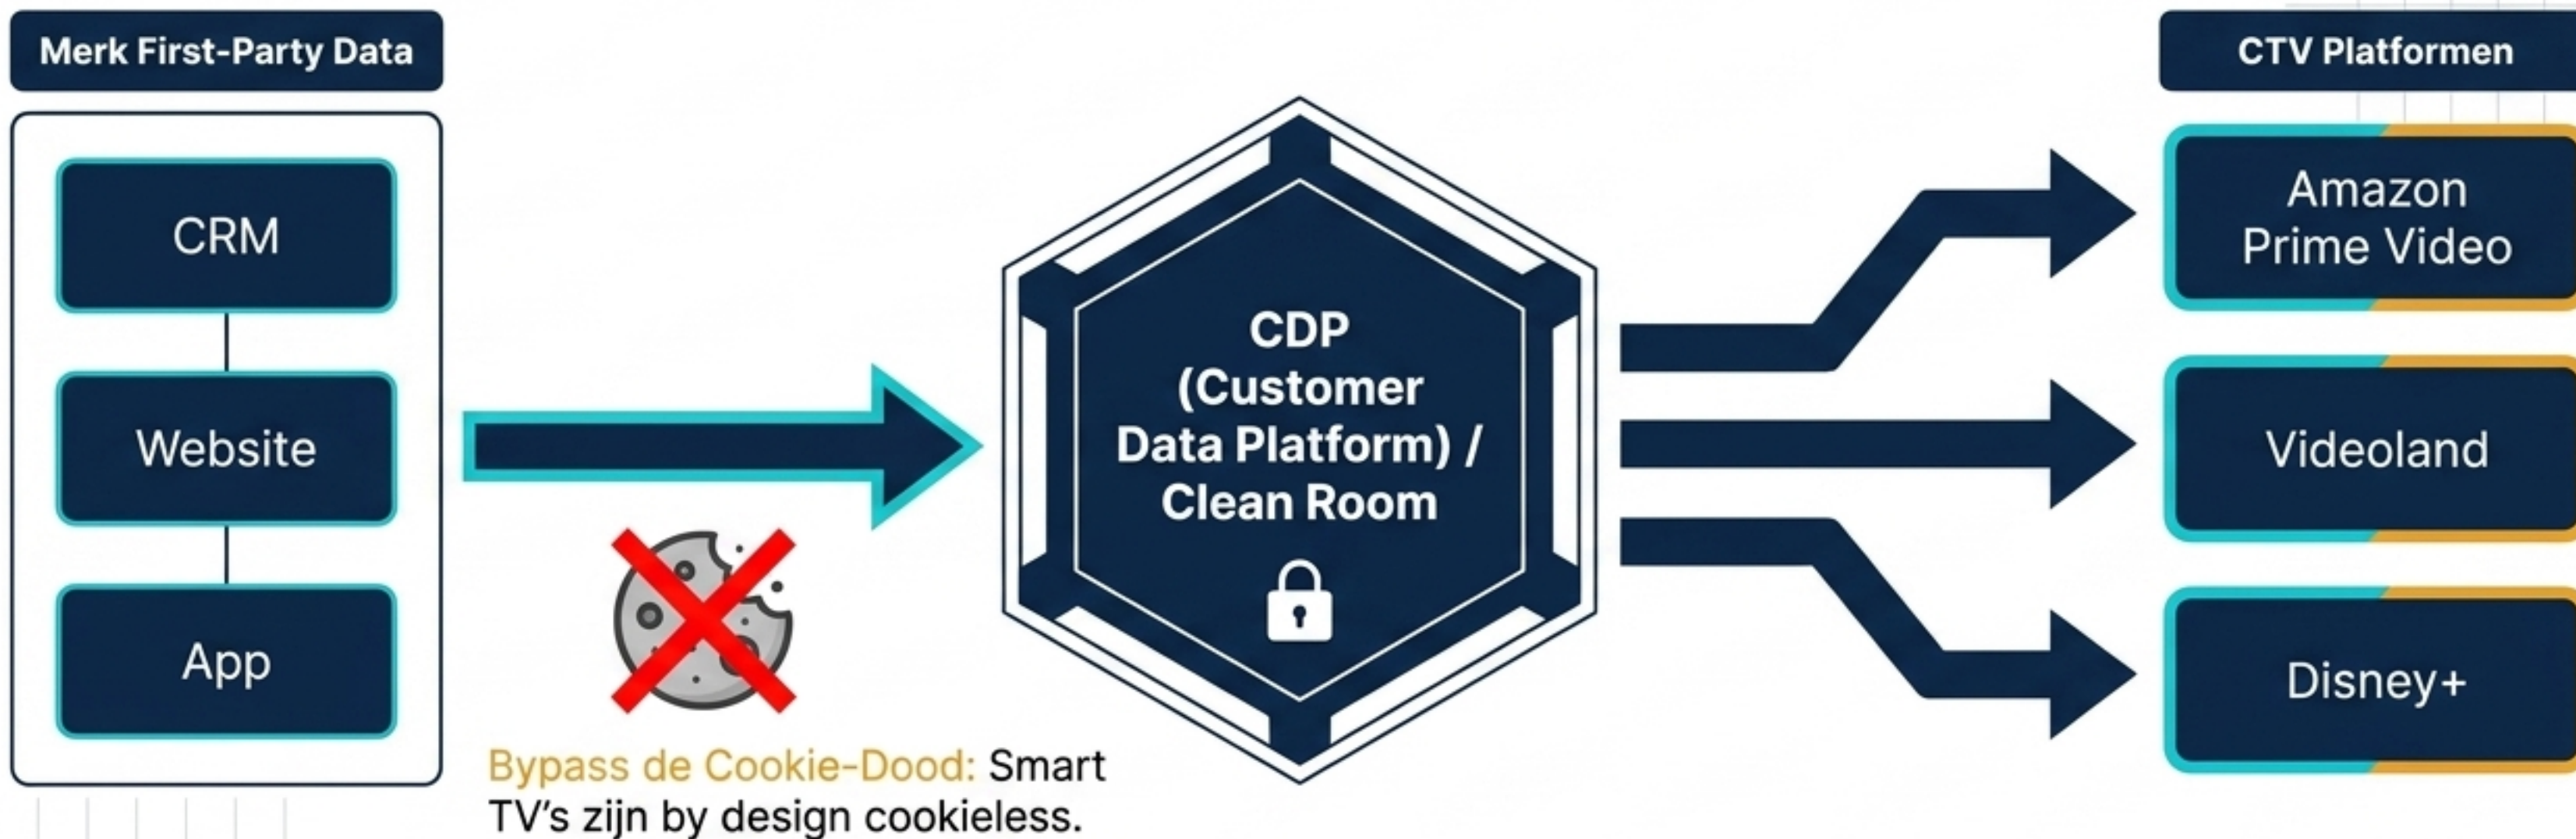 Merk First-Party Data
CRM
Website
App
Bypass de Cookie-Dood: Smart
TV's zijn by design cookieless.
CDP
(Customer
Data Platform) /
Clean Room
CTV Platformen
Amazon
Prime Video
Videoland
Disney+